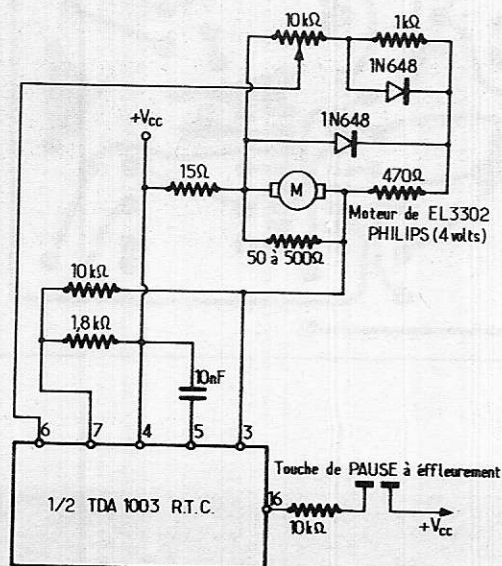 10kΩ
1kΩ
1N648
1N648
+Vcc
15Ω
M
470Ω
Moteur de EL3302
PHILIPS (4 volts)
50 à 500Ω
10kΩ
1,8kΩ
10nF
6
7
4
5
3
1/2 TDA 1003 R.T.C.
16
Touche de PAUSE à éffleurement
10kΩ
+Vcc